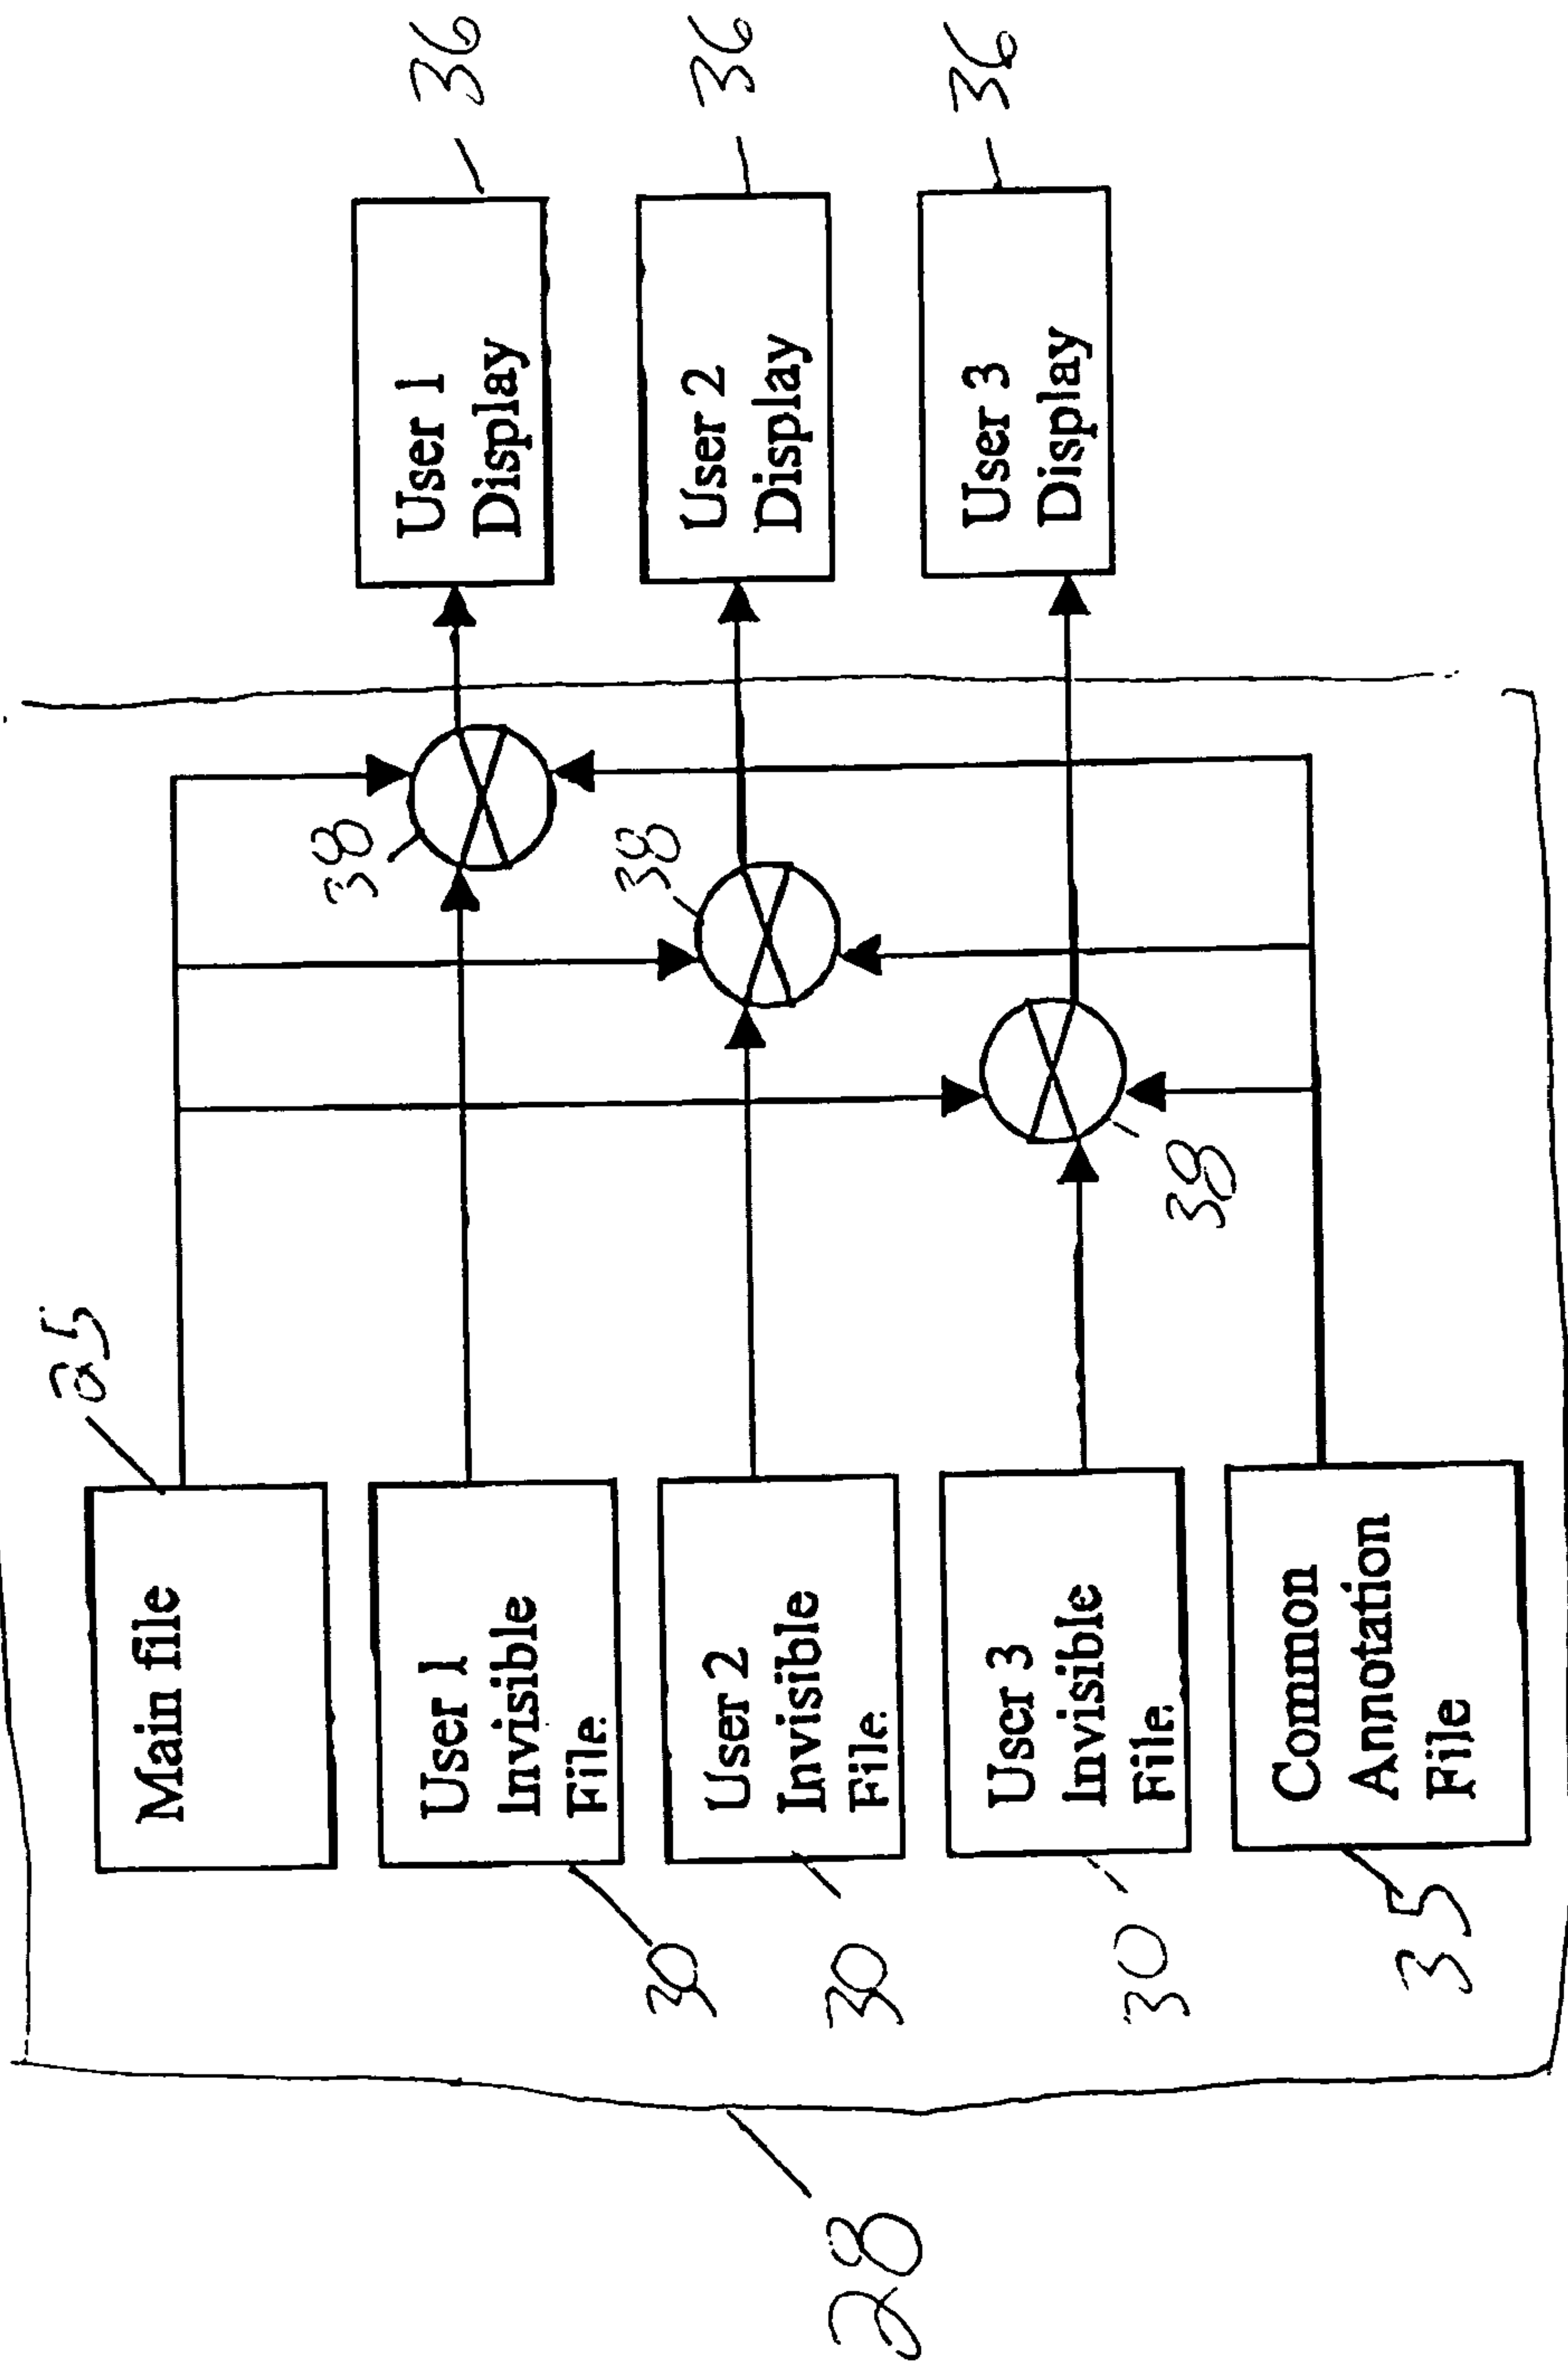 25
Main file
User 1
Invisible
File.
30
User 2
Invisible
File.
30
User 3
Invisible
File.
30
Common
Annotation
File
35
38
38
38
User 1
Display
36
User 2
Display
36
User 3
Display
36
28